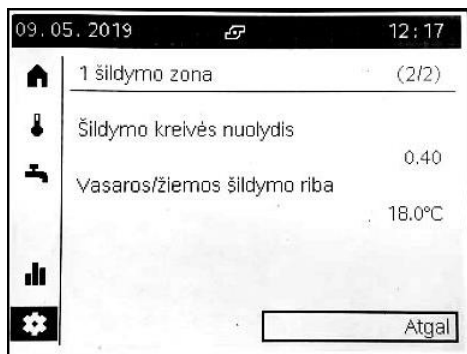 09.05.2019 12:17
1 šildymo zona (2/2)
Šildymo kreivės nuolydis
0.40
Vasaros/žiemos šildymo riba
18.0°C
Atgal